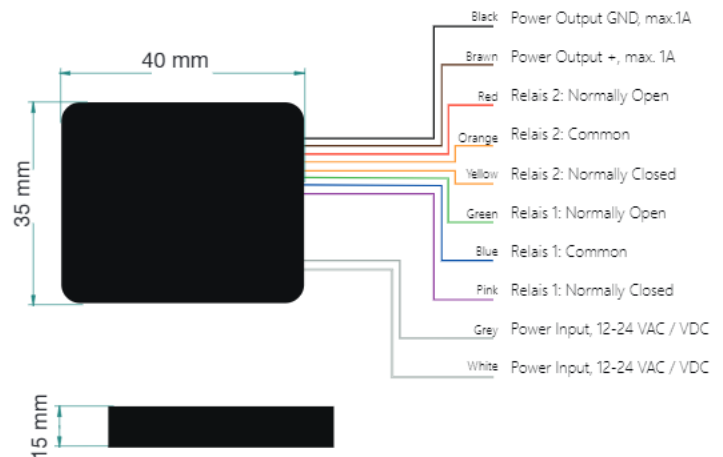 Black Power Output GND, max.1A
40 mm
Brawn Power Output +, max. 1A
Red Relais 2: Normally Open
Orange Relais 2: Common
Yellow Relais 2: Normally Closed
35 mm
Green Relais 1: Normally Open
Blue Relais 1: Common
Pink Relais 1: Normally Closed
Grey Power Input, 12-24 VAC / VDC
White Power Input, 12-24 VAC / VDC
15 mm